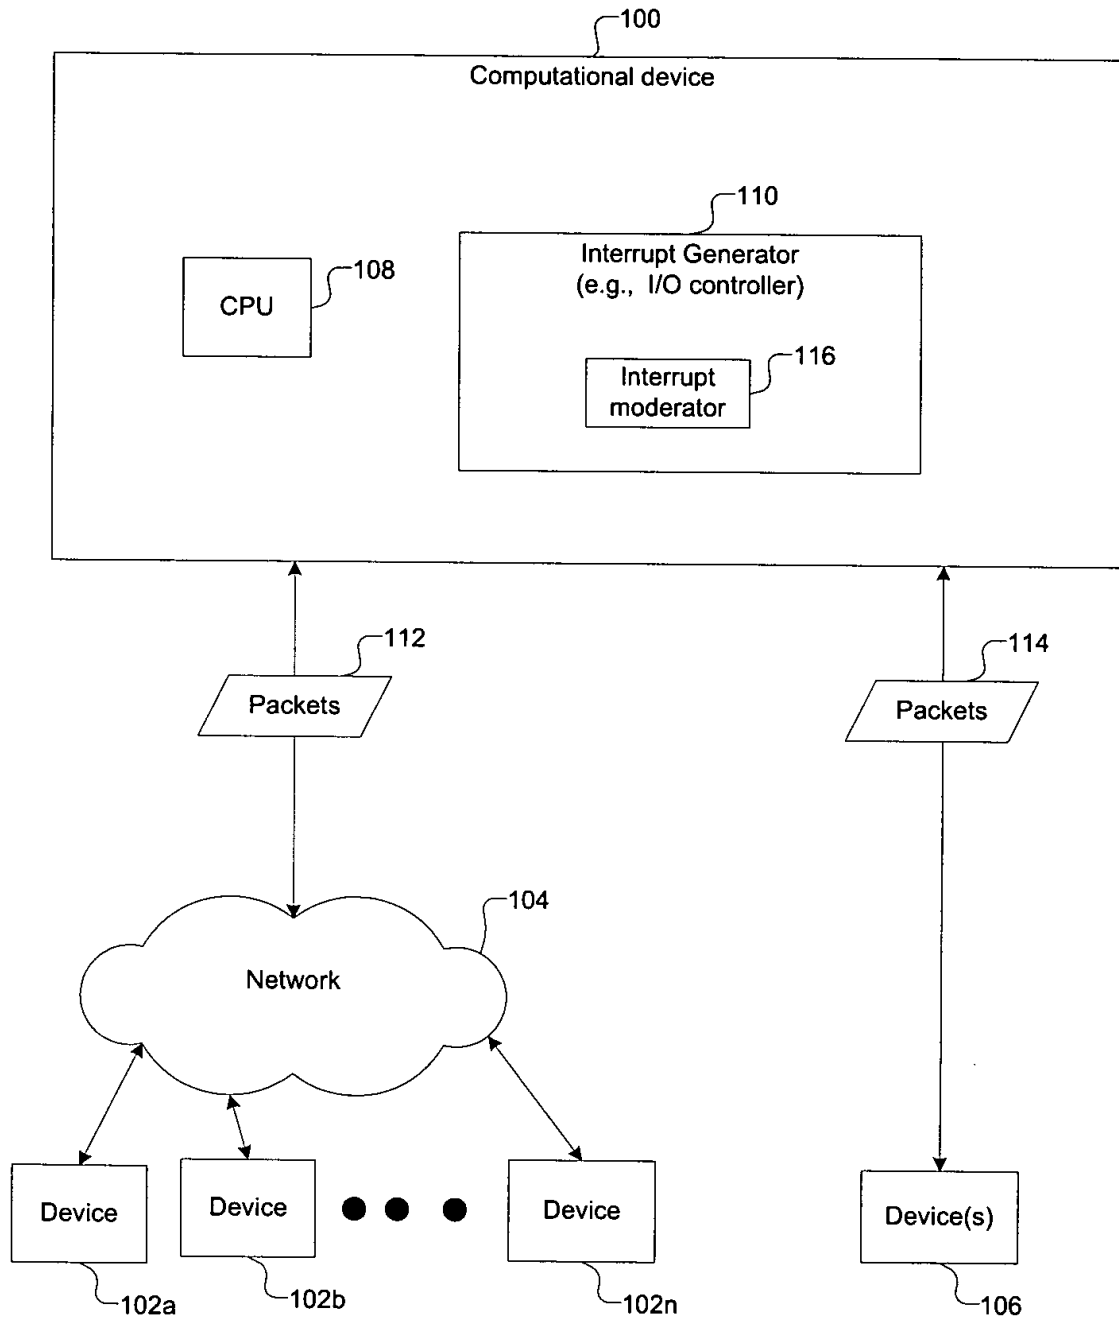 100
Computational device
110
Interrupt Generator
(e.g., I/O controller)
108
CPU
116
Interrupt
moderator
112
Packets
114
Packets
104
Network
Device
Device
Device
Device(s)
102a
102b
102n
106